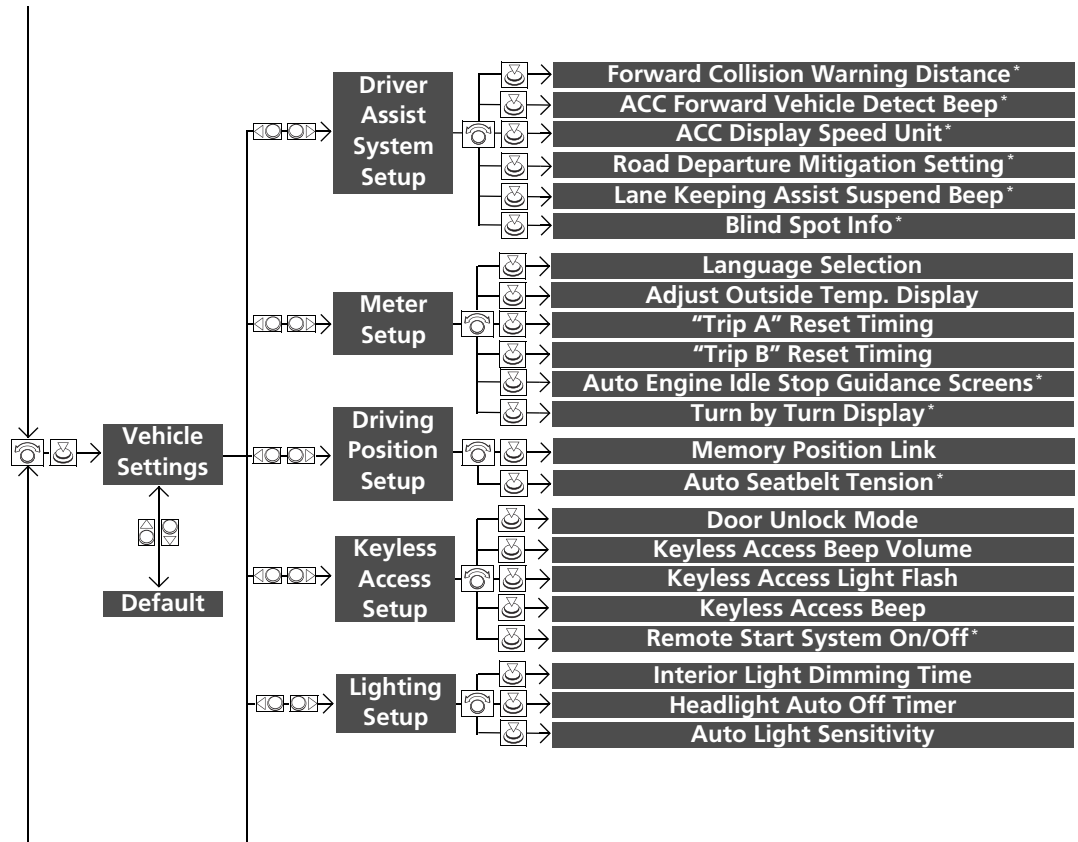 Driver
Assist
System
Setup
Forward Collision Warning Distance*
ACC Forward Vehicle Detect Beep*
ACC Display Speed Unit*
Road Departure Mitigation Setting*
Lane Keeping Assist Suspend Beep*
Blind Spot Info*
Meter
Setup
Language Selection
Adjust Outside Temp. Display
“Trip A” Reset Timing
“Trip B” Reset Timing
Auto Engine Idle Stop Guidance Screens*
Turn by Turn Display*
Vehicle
Settings
Default
Driving
Position
Setup
Memory Position Link
Auto Seatbelt Tension*
Keyless
Access
Setup
Door Unlock Mode
Keyless Access Beep Volume
Keyless Access Light Flash
Keyless Access Beep
Remote Start System On/Off*
Lighting
Setup
Interior Light Dimming Time
Headlight Auto Off Timer
Auto Light Sensitivity